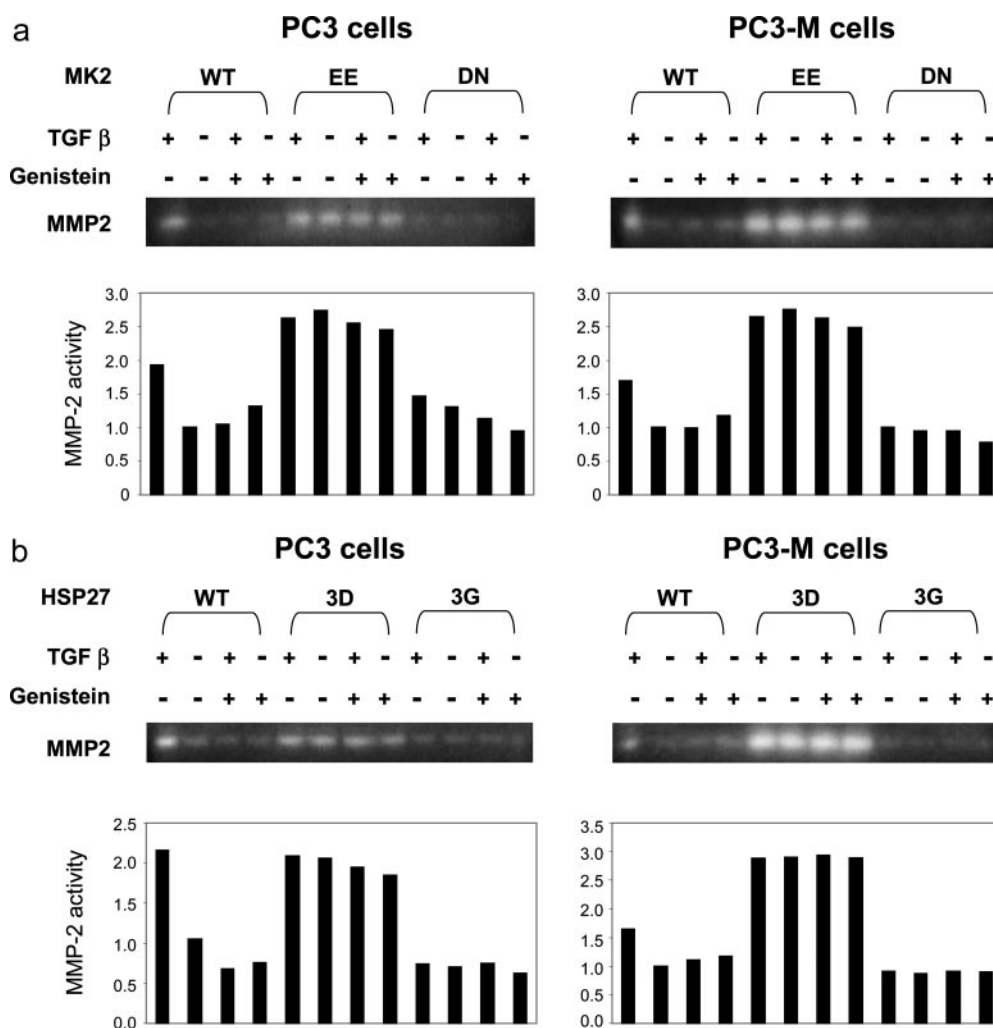 a
PC3 cells PC3-M cells
MK2 WT EE DN WT EE DN
TGF β + - + - + - + - + - + - + - + - + - + - + - + -
Genistein - - + + - - + + - - + + - - + + - - + + - - + +
MMP2
MMP-2 activity
3.0 3.0
2.5 2.5
2.0 2.0
1.5 1.5
1.0 1.0
0.5 0.5
0 0
b
PC3 cells PC3-M cells
HSP27 WT 3D 3G WT 3D 3G
TGF β + - + - + - + - + - + - + - + - + - + - + - + -
Genistein - - + + - - + + - - + + - - + + - - + + - - + +
MMP2
MMP-2 activity
2.5 3.5
2.0 3.0
1.5 2.5
1.0 2.0
0.5 1.5
0.0 1.0
0.5
0.0